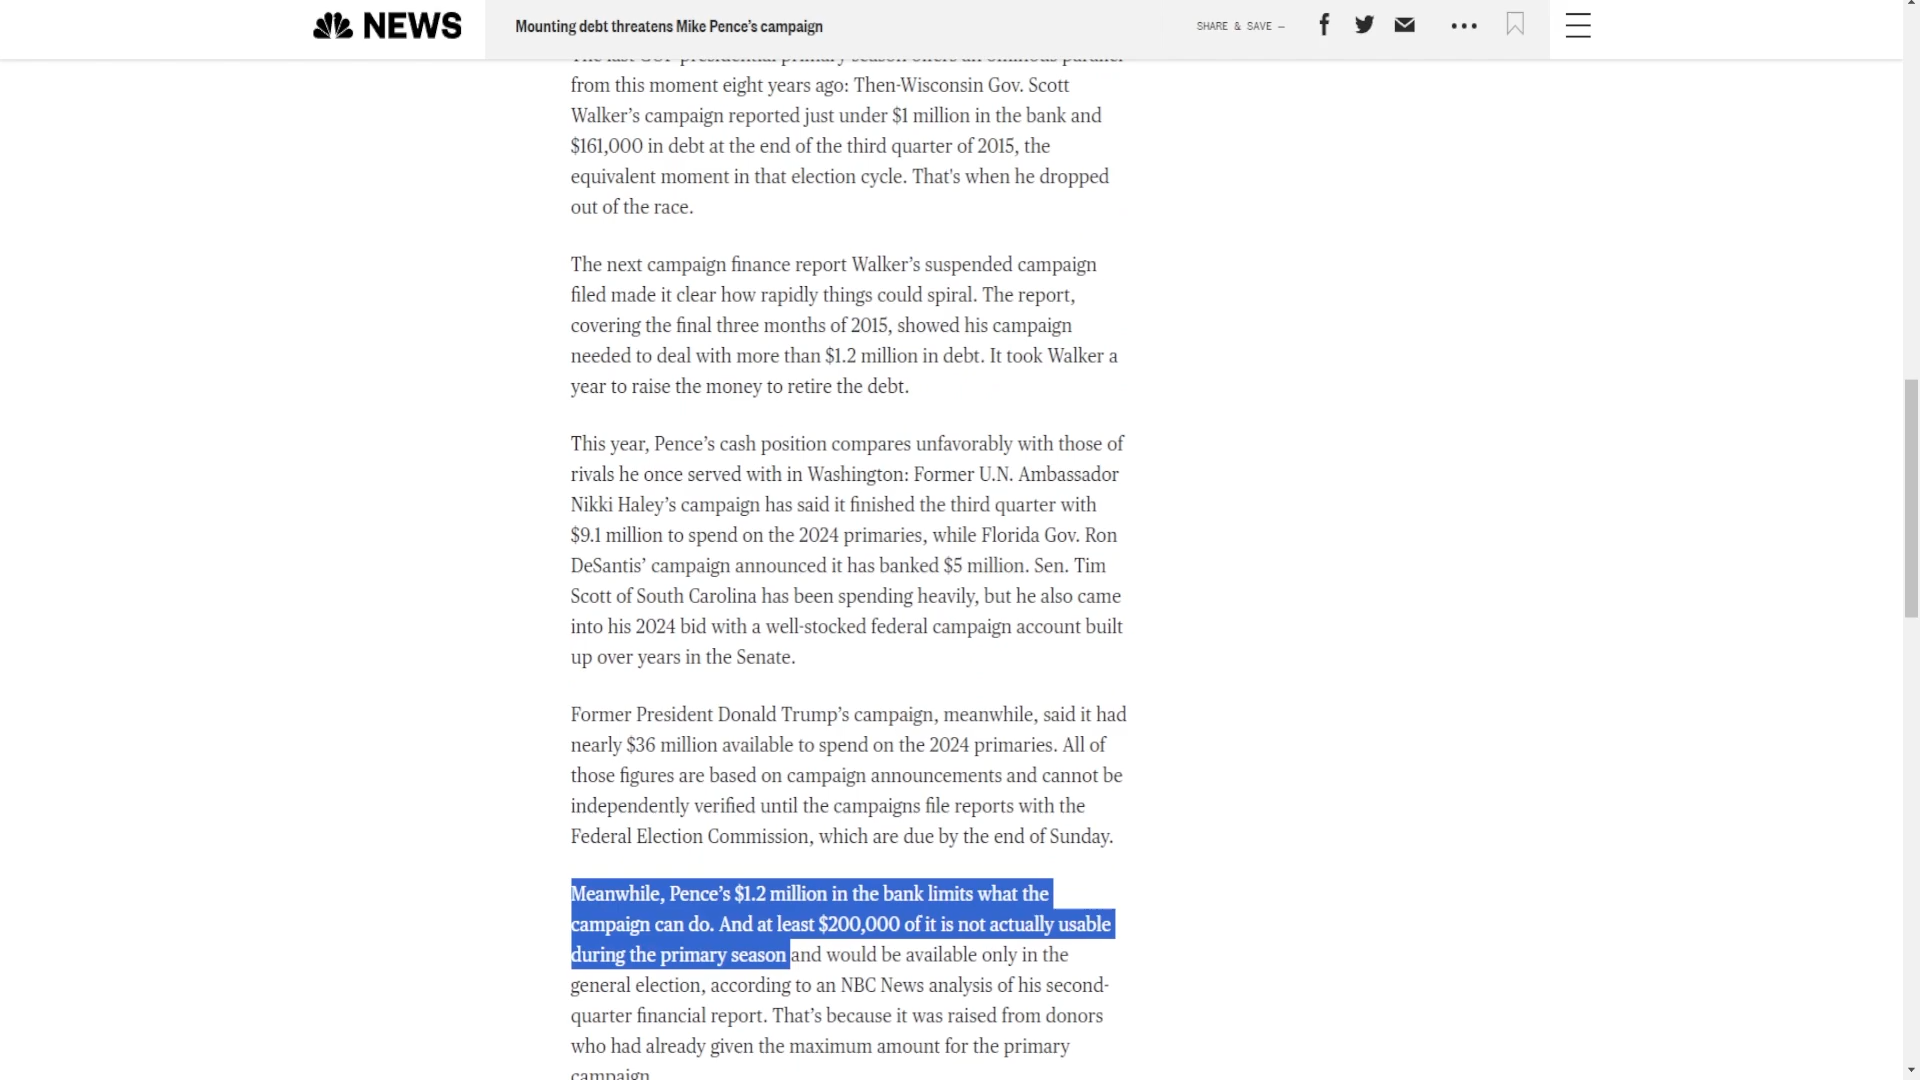 NEWS
Mounting debt threatens Mike Pence's campaign
SHARE & SAVE —
The last GOP presidential primary season offers an ominous parallel
from this moment eight years ago: Then-Wisconsin Gov. Scott
Walker's campaign reported just under $1 million in the bank and
$161,000 in debt at the end of the third quarter of 2015, the
equivalent moment in that election cycle. That's when he dropped
out of the race.
The next campaign finance report Walker's suspended campaign
filed made it clear how rapidly things could spiral. The report,
covering the final three months of 2015, showed his campaign
needed to deal with more than $1.2 million in debt. It took Walker a
year to raise the money to retire the debt.
This year, Pence's cash position compares unfavorably with those of
rivals he once served with in Washington: Former U.N. Ambassador
Nikki Haley's campaign has said it finished the third quarter with
$9.1 million to spend on the 2024 primaries, while Florida Gov. Ron
DeSantis' campaign announced it has banked $5 million. Sen. Tim
Scott of South Carolina has been spending heavily, but he also came
into his 2024 bid with a well-stocked federal campaign account built
up over years in the Senate.
Former President Donald Trump's campaign, meanwhile, said it had
nearly $36 million available to spend on the 2024 primaries. All of
those figures are based on campaign announcements and cannot be
independently verified until the campaigns file reports with the
Federal Election Commission, which are due by the end of Sunday.
Meanwhile, Pence's $1.2 million in the bank limits what the
campaign can do. And at least $200,000 of it is not actually usable
during the primary season and would be available only in the
general election, according to an NBC News analysis of his second-
quarter financial report. That's because it was raised from donors
who had already given the maximum amount for the primary
campaign.